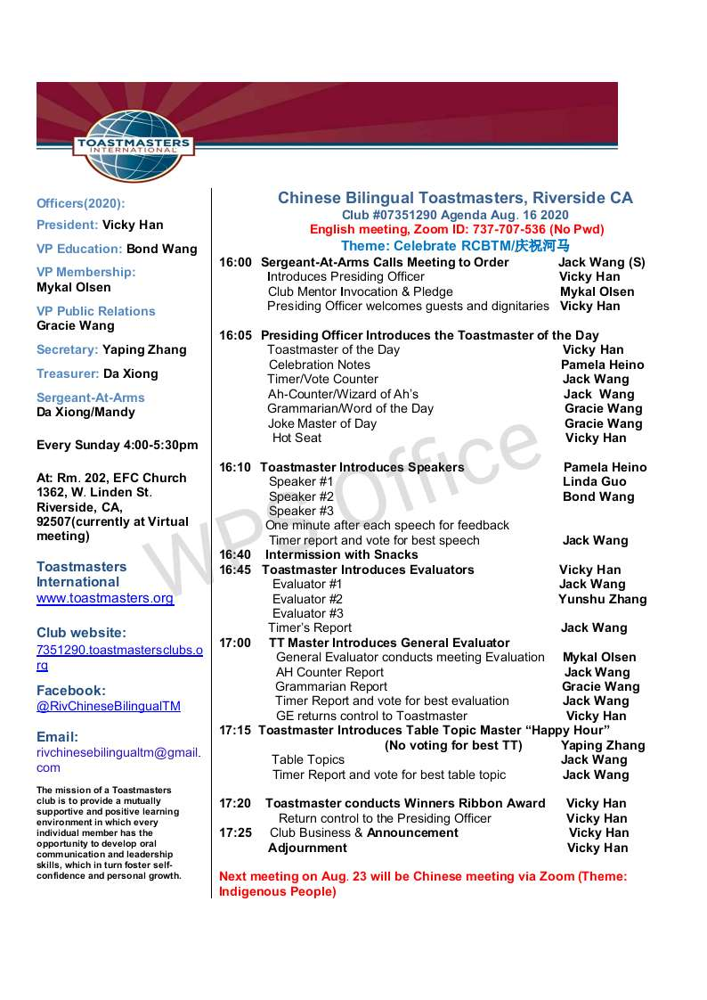 TOASTMASTERS
INTERNATIONAL
Officers(2020):
President: Vicky Han
VP Education: Bond Wang
VP Membership:
Mykal Olsen
VP Public Relations
Gracie Wang
Secretary: Yaping Zhang
Treasurer: Da Xiong
Sergeant-At-Arms
Da Xiong/Mandy
Every Sunday 4:00-5:30pm
At: Rm. 202, EFC Church
1362, W. Linden St.
Riverside, CA,
92507(currently at Virtual
meeting)
Toastmasters
International
www.toastmasters.org
Club website:
7351290.toastmastersclubs.o
rg
Facebook:
@RivChineseBilingualTM
Email:
rivchinesebilingualtm@gmail.
com
The mission of a Toastmasters
club is to provide a mutually
supportive and positive learning
environment in which every
individual member has the
opportunity to develop oral
communication and leadership
skills, which in turn foster self-
confidence and personal growth.
Chinese Bilingual Toastmasters, Riverside CA
Club #07351290 Agenda Aug. 16 2020
English meeting, Zoom ID: 737-707-536 (No Pwd)
Theme: Celebrate RCBTM/庆祝河马
16:00 Sergeant-At-Arms Calls Meeting to Order Jack Wang (S)
Introduces Presiding Officer Vicky Han
Club Mentor Invocation & Pledge Mykal Olsen
Presiding Officer welcomes guests and dignitaries Vicky Han
16:05 Presiding Officer Introduces the Toastmaster of the Day
Toastmaster of the Day Vicky Han
Celebration Notes Pamela Heino
Timer/Vote Counter Jack Wang
Ah-Counter/Wizard of Ah's Jack Wang
Grammarian/Word of the Day Gracie Wang
Joke Master of Day Gracie Wang
Hot Seat Vicky Han
16:10 Toastmaster Introduces Speakers Pamela Heino
Speaker #1 Linda Guo
Speaker #2 Bond Wang
Speaker #3
One minute after each speech for feedback
Timer report and vote for best speech Jack Wang
16:40 Intermission with Snacks
16:45 Toastmaster Introduces Evaluators Vicky Han
Evaluator #1 Jack Wang
Evaluator #2 Yunshu Zhang
Evaluator #3
Timer's Report Jack Wang
17:00 TT Master Introduces General Evaluator
General Evaluator conducts meeting Evaluation Mykal Olsen
AH Counter Report Jack Wang
Grammarian Report Gracie Wang
Timer Report and vote for best evaluation Jack Wang
GE returns control to Toastmaster Vicky Han
17:15 Toastmaster Introduces Table Topic Master “Happy Hour”
(No voting for best TT) Yaping Zhang
Table Topics Jack Wang
Timer Report and vote for best table topic Jack Wang
17:20 Toastmaster conducts Winners Ribbon Award Vicky Han
Return control to the Presiding Officer Vicky Han
17:25 Club Business & Announcement Vicky Han
Adjournment Vicky Han
Next meeting on Aug. 23 will be Chinese meeting via Zoom (Theme:
Indigenous People)
WPS Office